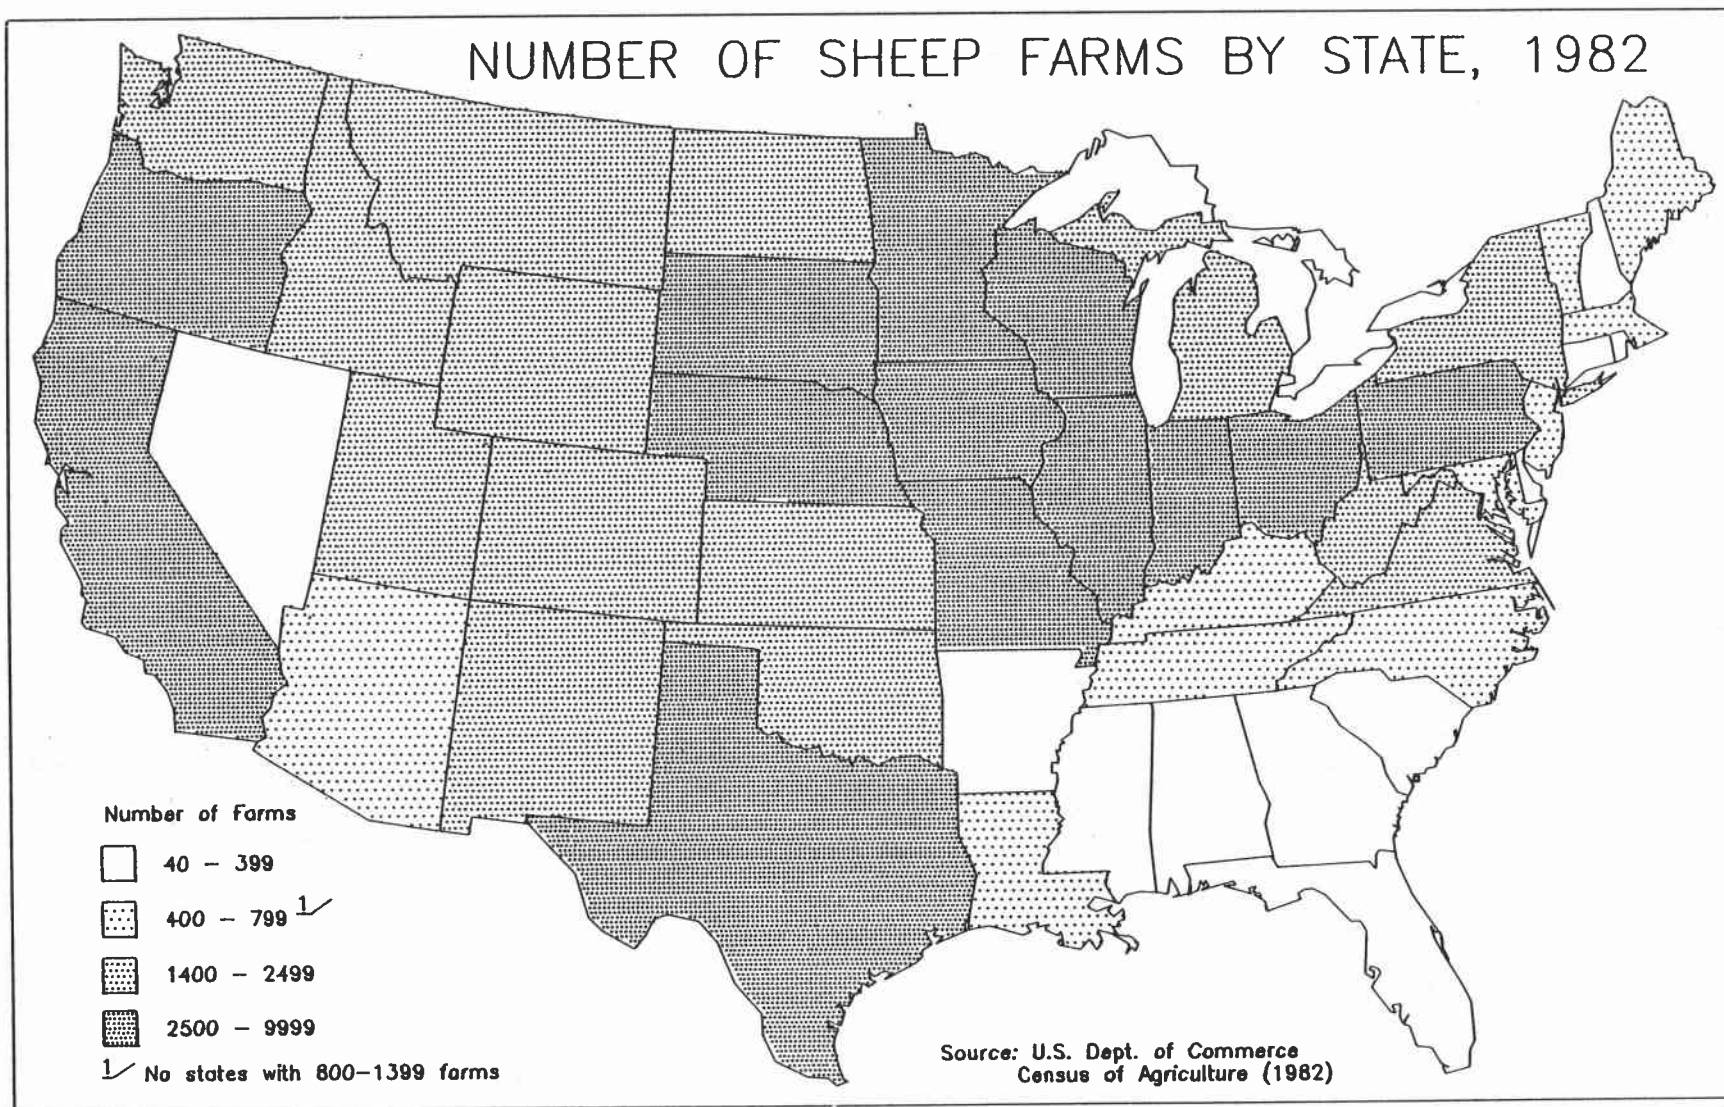 NUMBER OF SHEEP FARMS BY STATE, 1982
Number of Farms
40 - 399
400 - 799 1/
1400 - 2499
2500 - 9999
1/ No states with 800-1399 farms
Source: U.S. Dept. of Commerce
Census of Agriculture (1982)